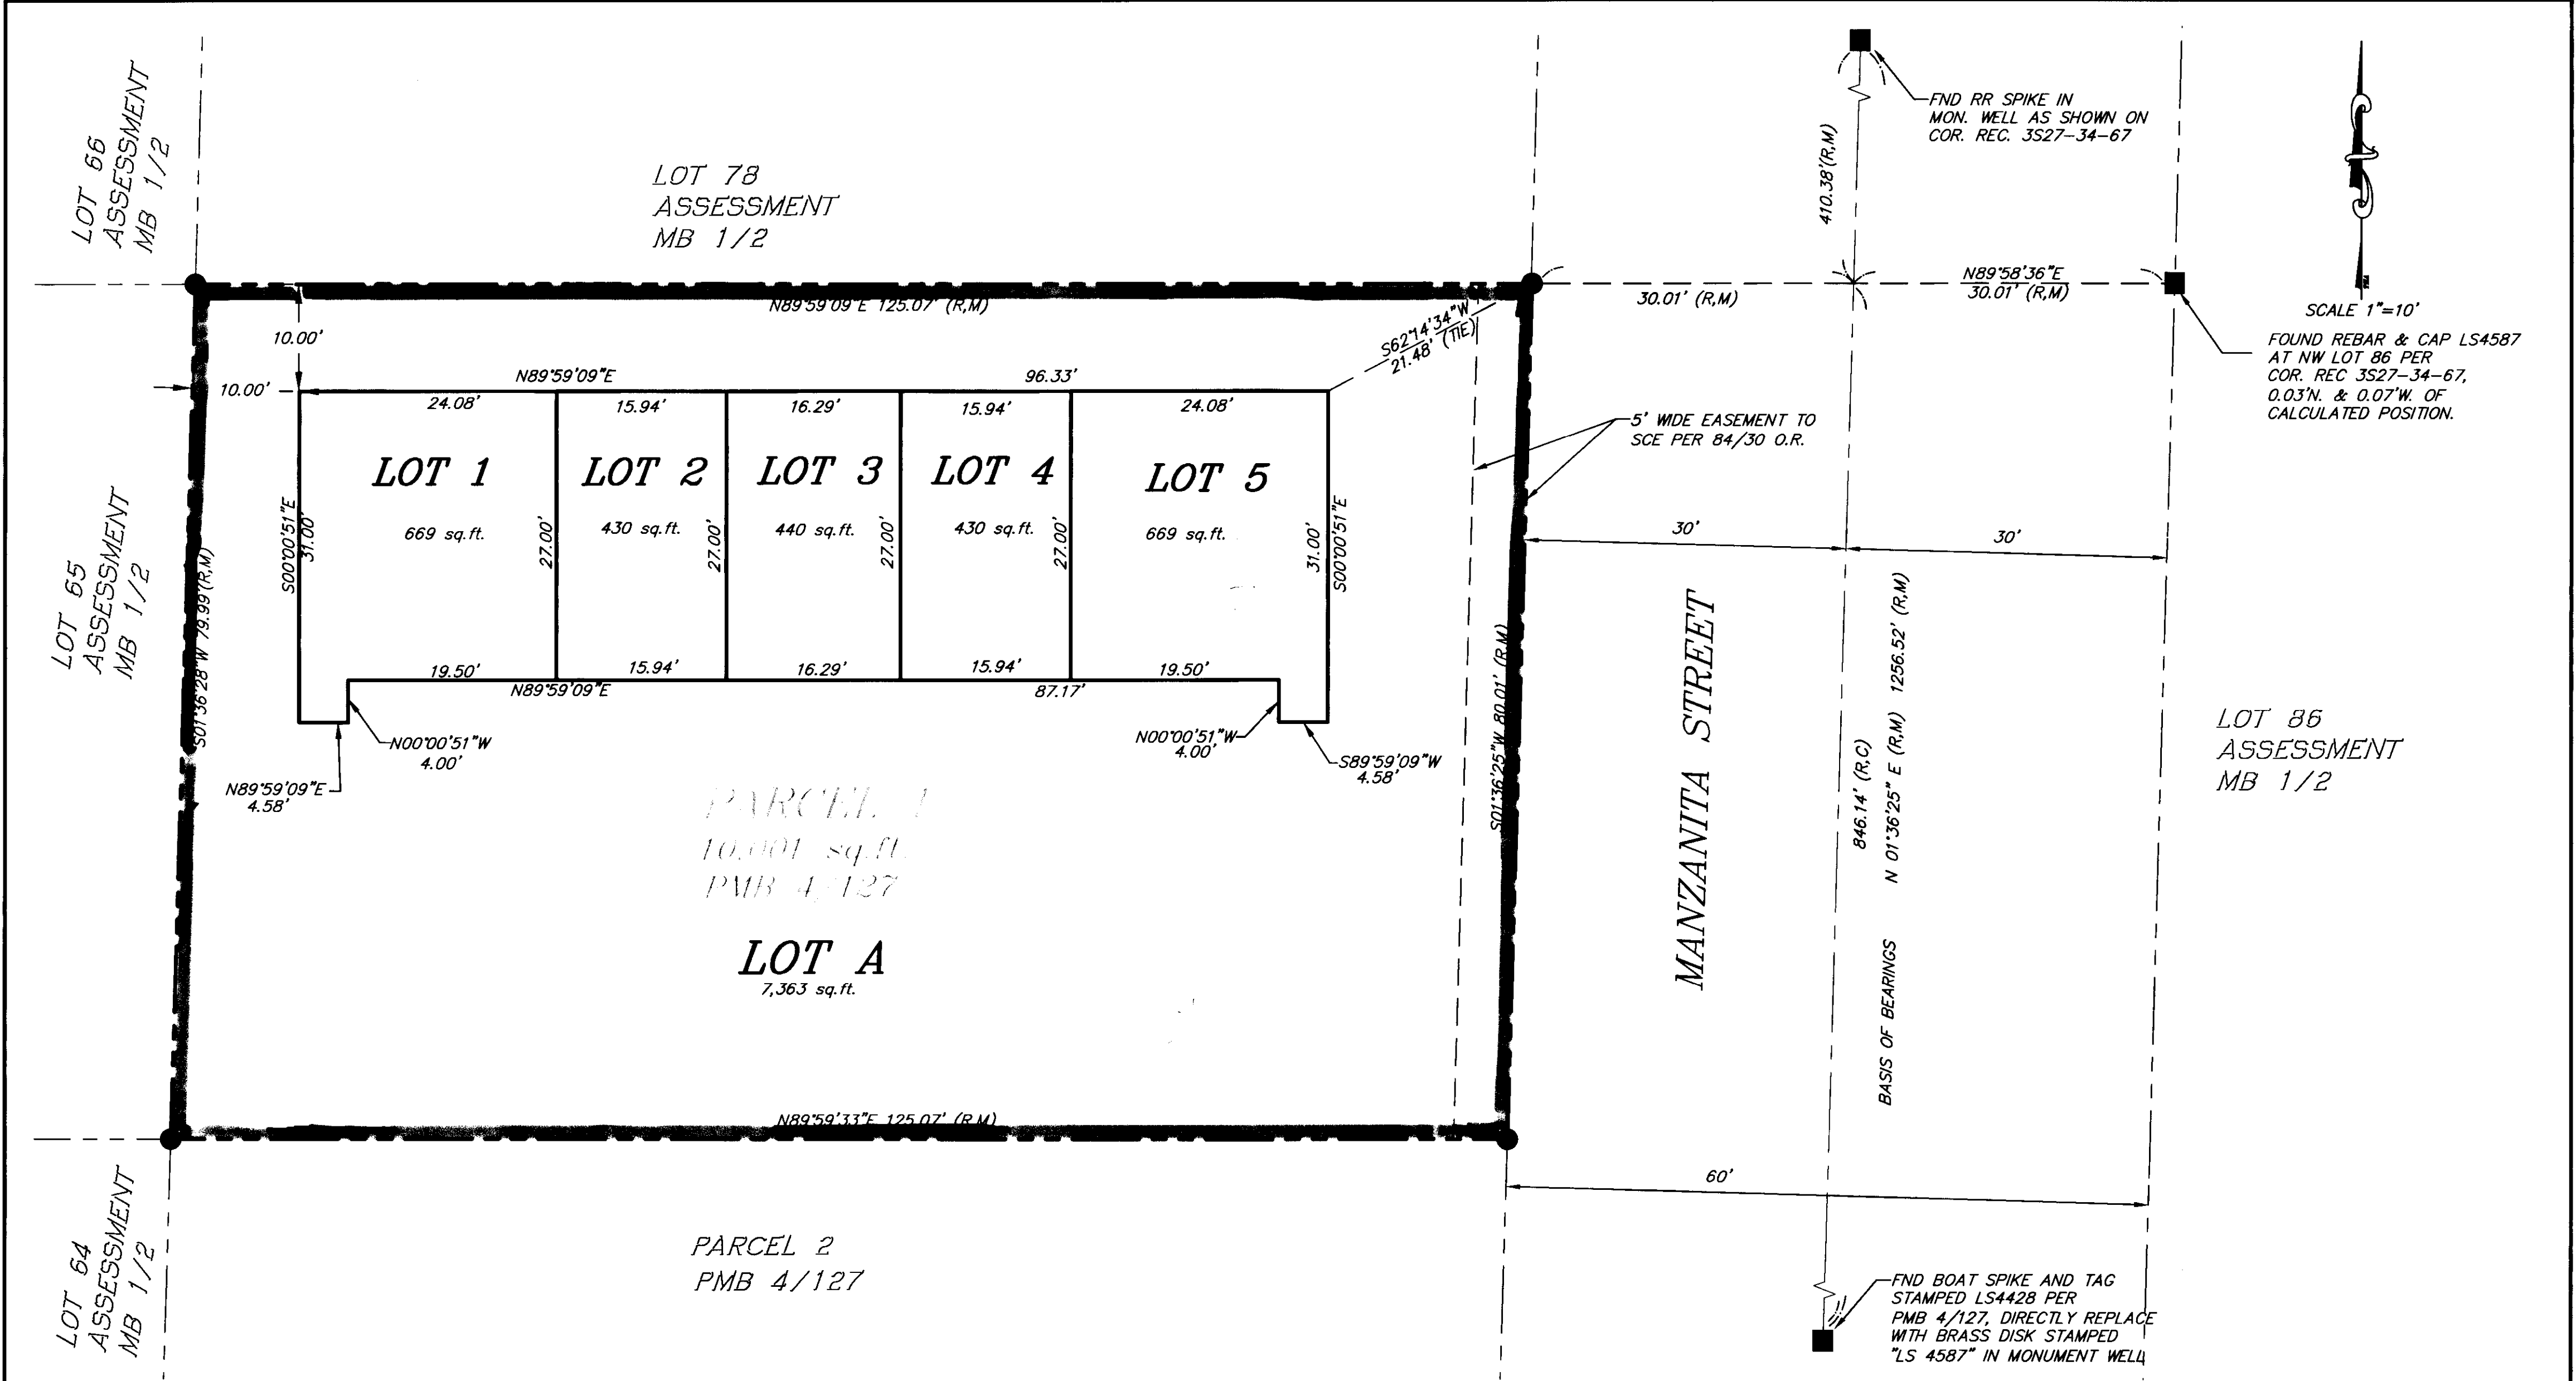 LOT 66
ASSESSMENT
MB 1/2
LOT 78
ASSESSMENT
MB 1/2
FND RR SPIKE IN
MON. WELL AS SHOWN ON
COR. REC. 3S27-34-67
410.38'(R,M)
N89°59'09"E 125.07' (R,M)
30.01' (R,M)
N89°58'36"E
30.01' (R,M)
SCALE 1"=10'
FOUND REBAR & CAP LS4587
AT NW LOT 86 PER
COR. REC 3S27-34-67,
0.03'N. & 0.07'W. OF
CALCULATED POSITION.
10.00'
10.00'
S62°14'34"W
21.48' (TIE)
N89°59'09"E
96.33'
24.08'
15.94'
16.29'
15.94'
24.08'
5' WIDE EASEMENT TO
SCE PER 84/30 O.R.
LOT 1
669 sq.ft.
LOT 2
430 sq.ft.
LOT 3
440 sq.ft.
LOT 4
430 sq.ft.
LOT 5
669 sq.ft.
S00°00'51"E
31.00'
27.00'
27.00'
27.00'
27.00'
31.00'
S00°00'51"E
30'
30'
LOT 65
ASSESSMENT
MB 1/2
S01°36'28"W 79.99'(R,M)
19.50'
15.94'
16.29'
15.94'
19.50'
N89°59'09"E
87.17'
N00°00'51"W
4.00'
N89°59'09"E
4.58'
N00°00'51"W
4.00'
S89°59'09"W
4.58'
S01°36'25"W 80.01' (R,M)
MANZANITA STREET
846.14' (R,C)
BASIS OF BEARINGS N 01°36'25" E (R,M) 1256.52' (R,M)
LOT 86
ASSESSMENT
MB 1/2
PARCEL 1
10,001 sq.ft.
PMB 4/127
LOT A
7,363 sq.ft.
N89°59'33"E 125.07' (R,M)
60'
LOT 64
ASSESSMENT
MB 1/2
PARCEL 2
PMB 4/127
FND BOAT SPIKE AND TAG
STAMPED LS4428 PER
PMB 4/127, DIRECTLY REPLACE
WITH BRASS DISK STAMPED
"LS 4587" IN MONUMENT WELL